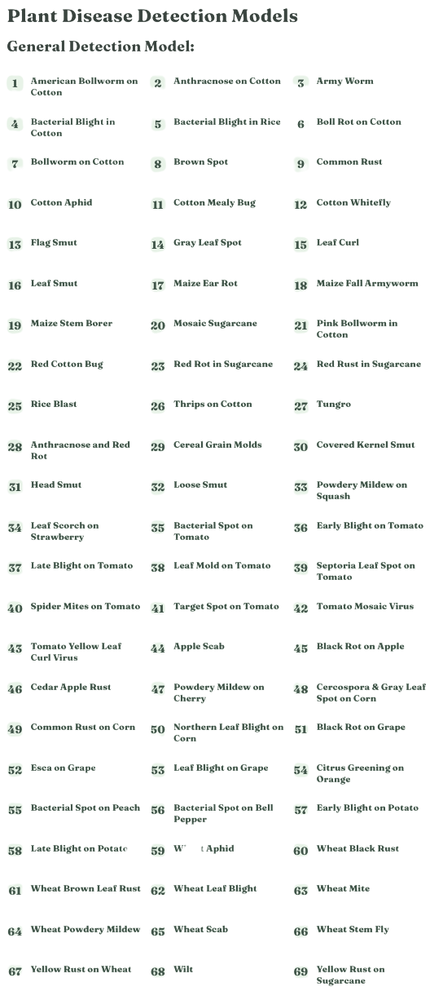 Plant Disease Detection Models
General Detection Model:
1 American Bollworm on
Cotton
2 Anthracnose on Cotton
3 Army Worm
4 Bacterial Blight in
Cotton
5 Bacterial Blight in Rice
6 Boll Rot on Cotton
7 Bollworm on Cotton
8 Brown Spot
9 Common Rust
10 Cotton Aphid
11 Cotton Mealy Bug
12 Cotton Whitefly
13 Flag Smut
14 Gray Leaf Spot
15 Leaf Curl
16 Leaf Smut
17 Maize Ear Rot
18 Maize Fall Armyworm
19 Maize Stem Borer
20 Mosaic Sugarcane
21 Pink Bollworm in
Cotton
22 Red Cotton Bug
23 Red Rot in Sugarcane
24 Red Rust in Sugarcane
25 Rice Blast
26 Thrips on Cotton
27 Tungro
28 Anthracnose and Red
Rot
29 Cereal Grain Molds
30 Covered Kernel Smut
31 Head Smut
32 Loose Smut
33 Powdery Mildew on
Squash
34 Leaf Scorch on
Strawberry
35 Bacterial Spot on
Tomato
36 Early Blight on Tomato
37 Late Blight on Tomato
38 Leaf Mold on Tomato
39 Septoria Leaf Spot on
Tomato
40 Spider Mites on Tomato
41 Target Spot on Tomato
42 Tomato Mosaic Virus
43 Tomato Yellow Leaf
Curl Virus
44 Apple Scab
45 Black Rot on Apple
46 Cedar Apple Rust
47 Powdery Mildew on
Cherry
48 Cercospora & Gray Leaf
Spot on Corn
49 Common Rust on Corn
50 Northern Leaf Blight on
Corn
51 Black Rot on Grape
52 Esca on Grape
53 Leaf Blight on Grape
54 Citrus Greening on
Orange
55 Bacterial Spot on Peach
56 Bacterial Spot on Bell
Pepper
57 Early Blight on Potato
58 Late Blight on Potato
59 Aphid
60 Wheat Black Rust
61 Wheat Brown Leaf Rust
62 Wheat Leaf Blight
63 Wheat Mite
64 Wheat Powdery Mildew
65 Wheat Scab
66 Wheat Stem Fly
67 Yellow Rust on Wheat
68 Wilt
69 Yellow Rust on
Sugarcane